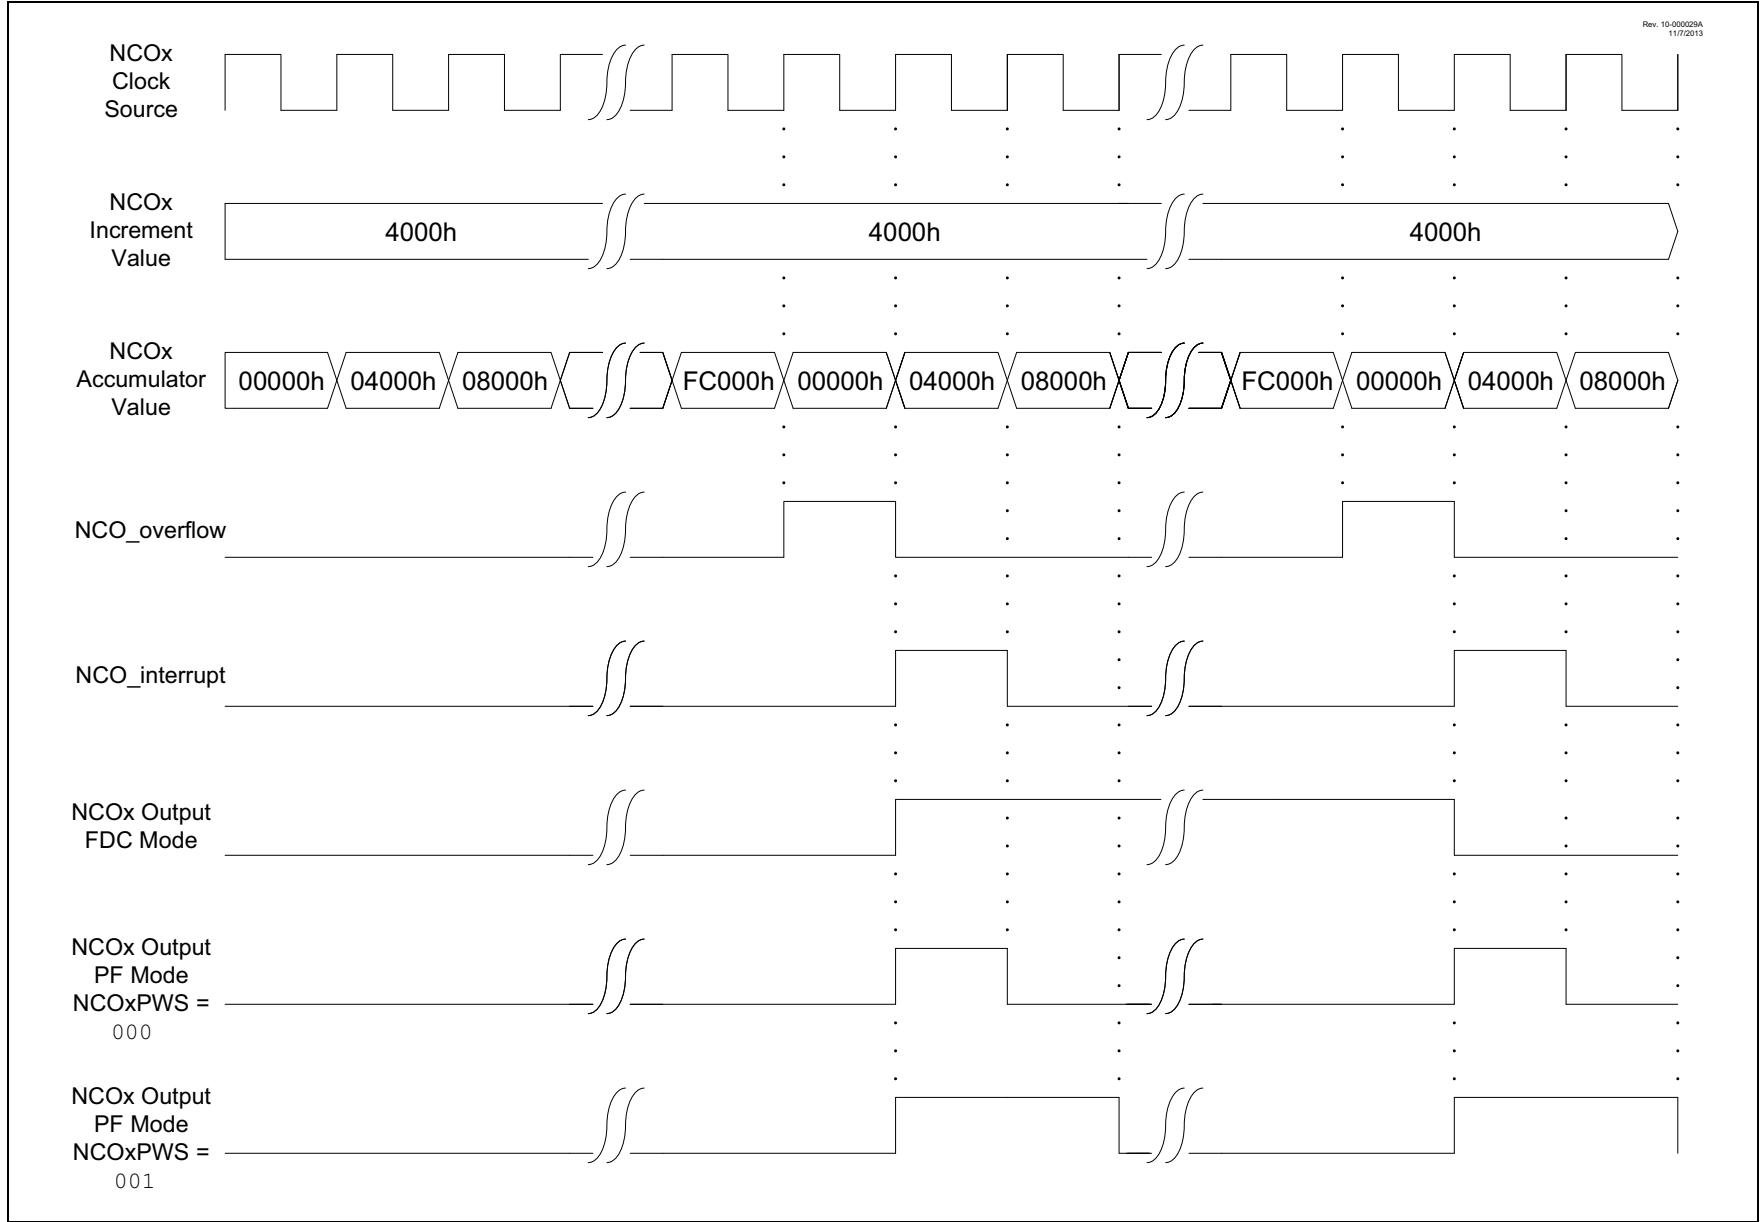 Rev. 10-000029A
11/7/2013
NCOx
Clock
Source
NCOx
Increment
Value
4000h 4000h 4000h
NCOx
Accumulator
Value
00000h 04000h 08000h FC000h 00000h 04000h 08000h FC000h 00000h 04000h 08000h
NCO_overflow
NCO_interrupt
NCOx Output
FDC Mode
NCOx Output
PF Mode
NCOxPWS =
000
NCOx Output
PF Mode
NCOxPWS =
001